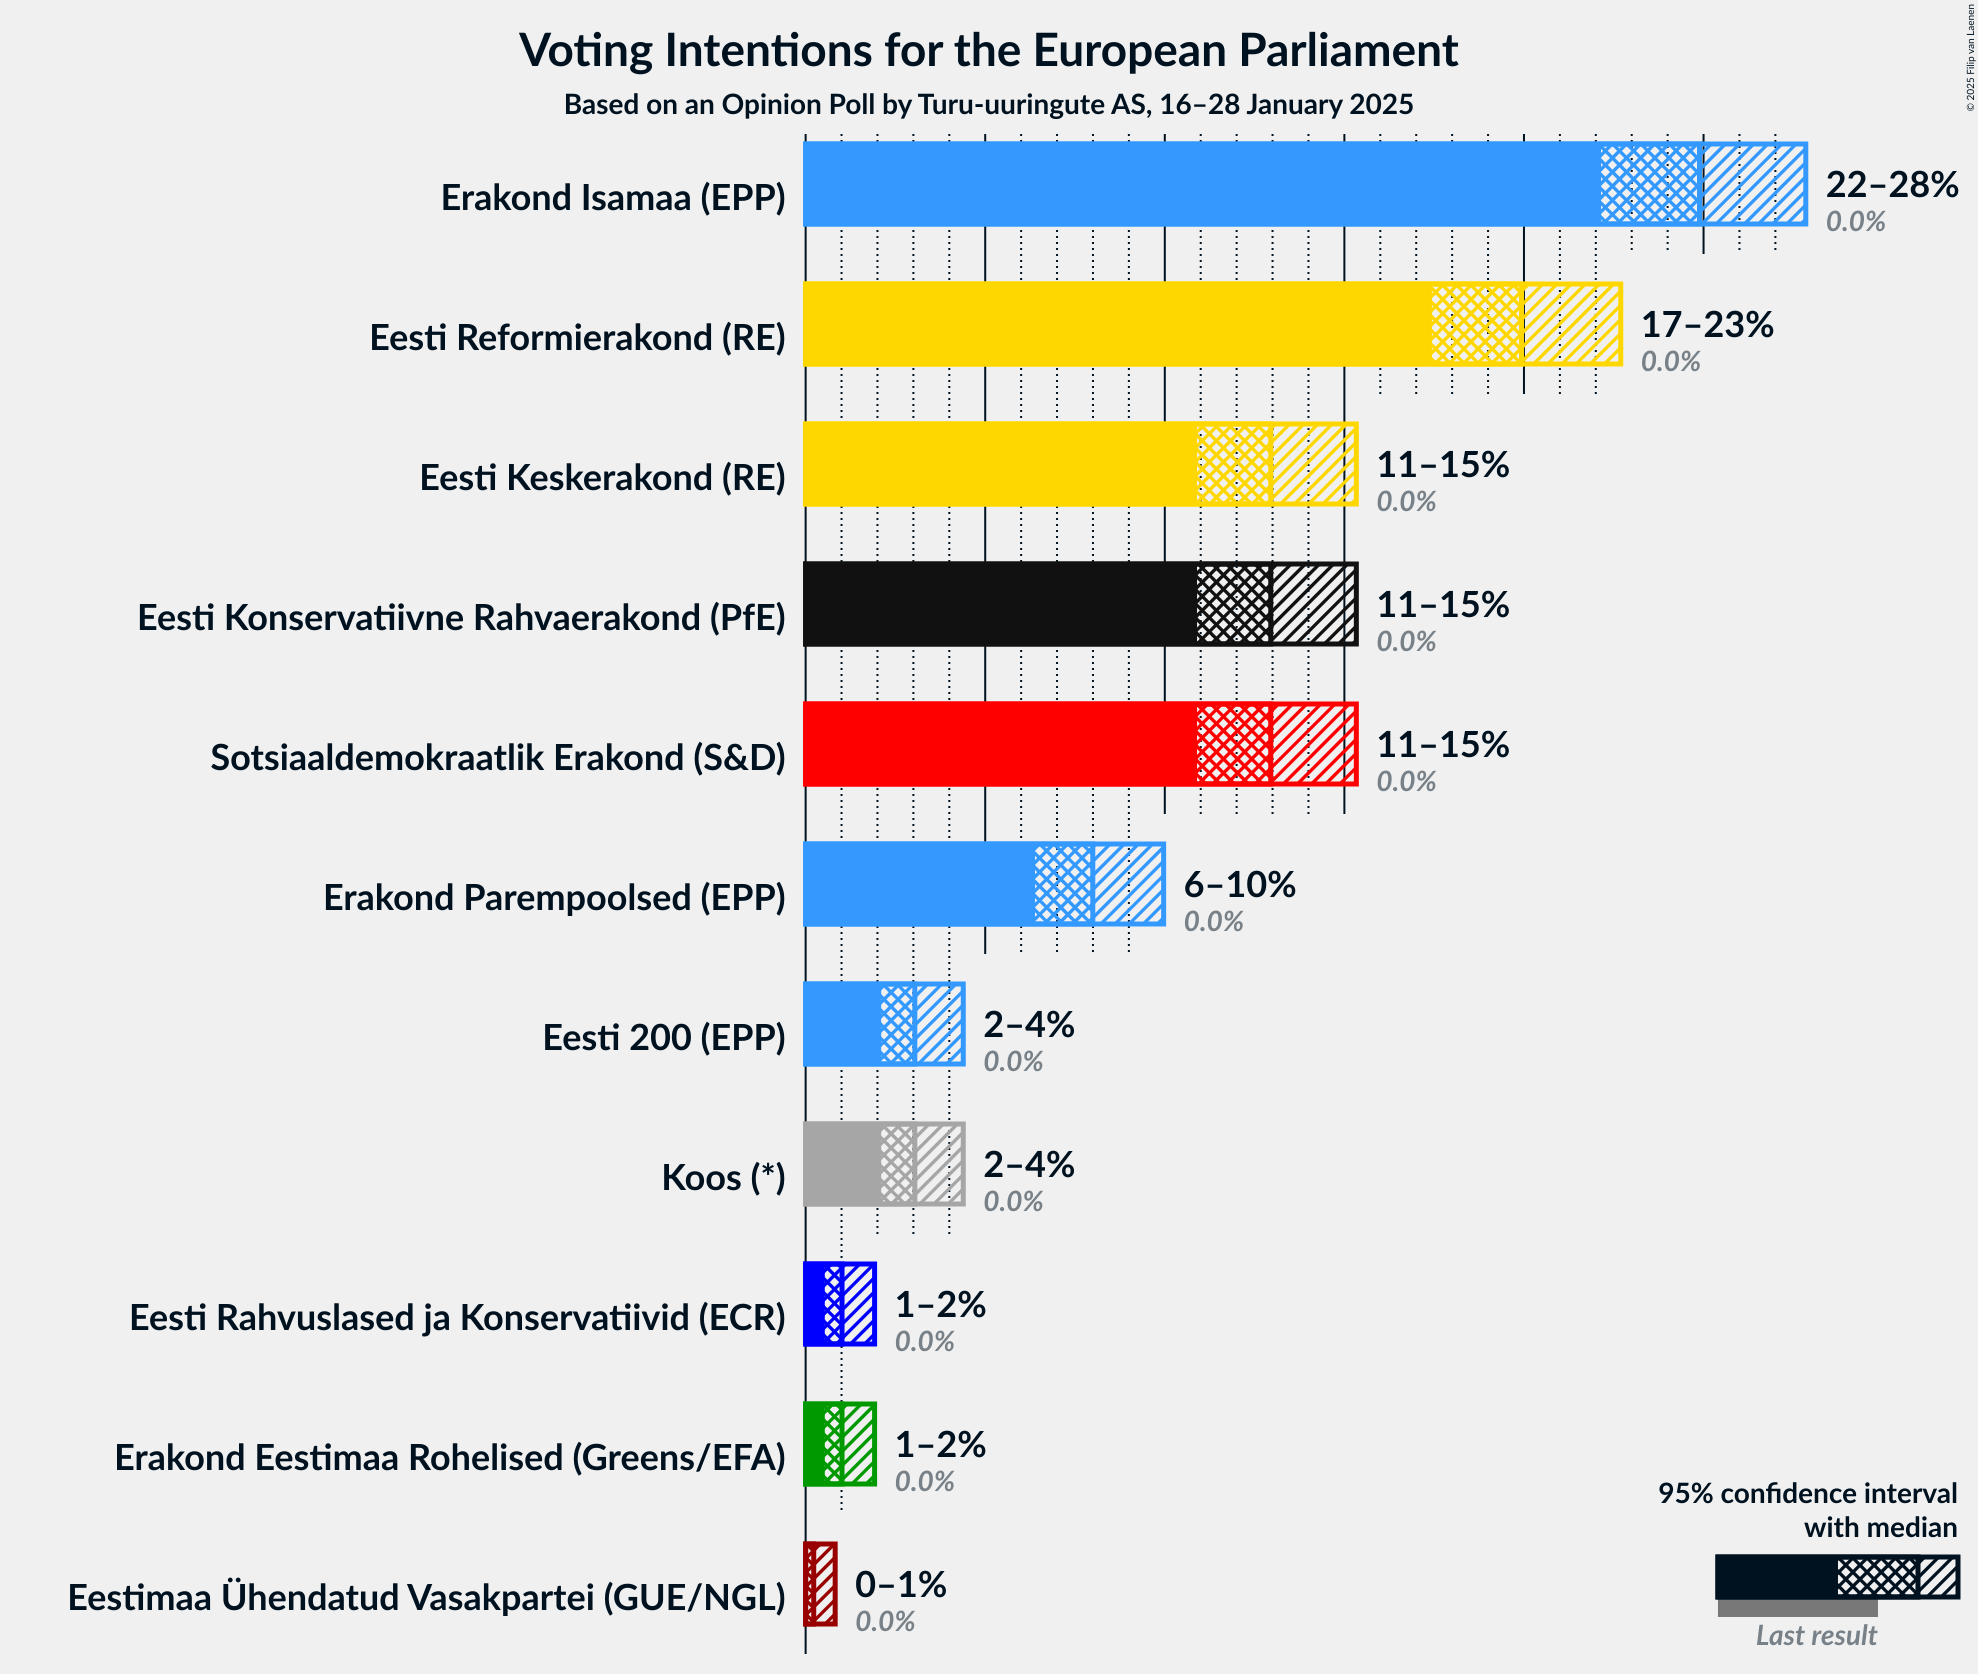 Voting Intentions for the European Parliament
Based on an Opinion Poll by Turu-uuringute AS, 16–28 January 2025
© 2025 Filip van Laenen
Erakond Isamaa (EPP)
22–28%
0.0%
Eesti Reformierakond (RE)
17–23%
0.0%
Eesti Keskerakond (RE)
11–15%
0.0%
Eesti Konservatiivne Rahvaerakond (PfE)
11–15%
0.0%
Sotsiaaldemokraatlik Erakond (S&D)
11–15%
0.0%
Erakond Parempoolsed (EPP)
6–10%
0.0%
Eesti 200 (EPP)
2–4%
0.0%
Koos (*)
2–4%
0.0%
Eesti Rahvuslased ja Konservatiivid (ECR)
1–2%
0.0%
Erakond Eestimaa Rohelised (Greens/EFA)
1–2%
0.0%
Eestimaa Ühendatud Vasakpartei (GUE/NGL)
0–1%
0.0%
95% confidence interval
with median
Last result